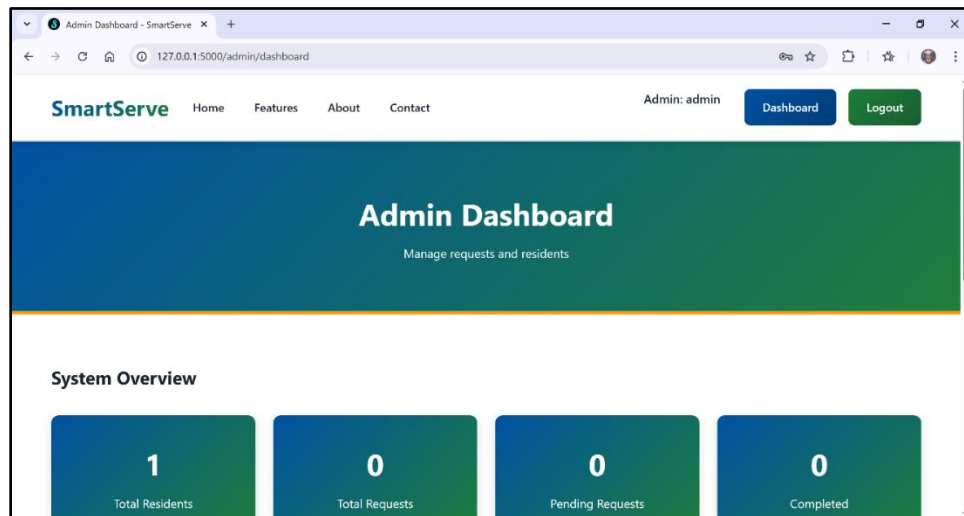 Admin Dashboard - SmartServe
127.0.0.1:5000/admin/dashboard
SmartServe Home Features About Contact Admin: admin Dashboard Logout
Admin Dashboard
Manage requests and residents
System Overview
1 0 0 0
Total Residents Total Requests Pending Requests Completed